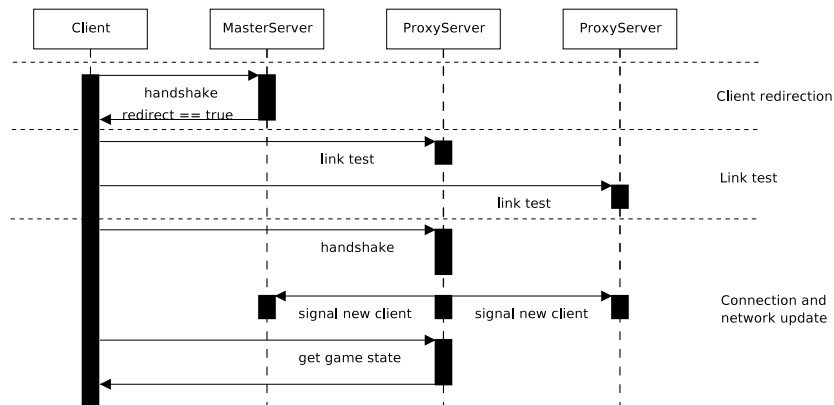 Client
MasterServer
ProxyServer
ProxyServer
handshake
redirect == true
Client redirection
link test
link test
Link test
handshake
signal new client
signal new client
Connection and
network update
get game state